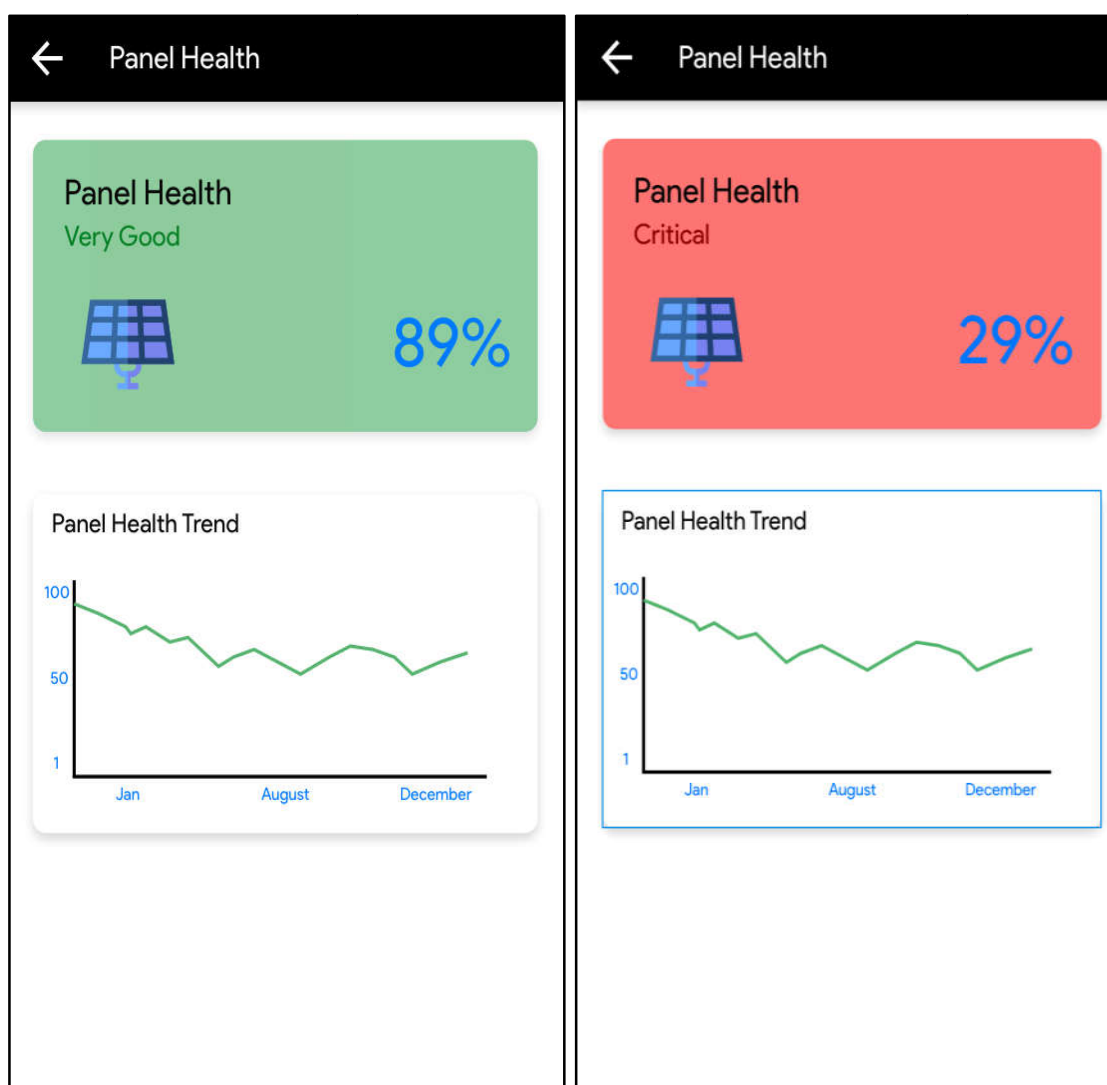 Panel Health
Panel Health
Very Good
89%
Panel Health Trend
100
50
1
Jan August December
Panel Health
Panel Health
Critical
29%
Panel Health Trend
100
50
1
Jan August December